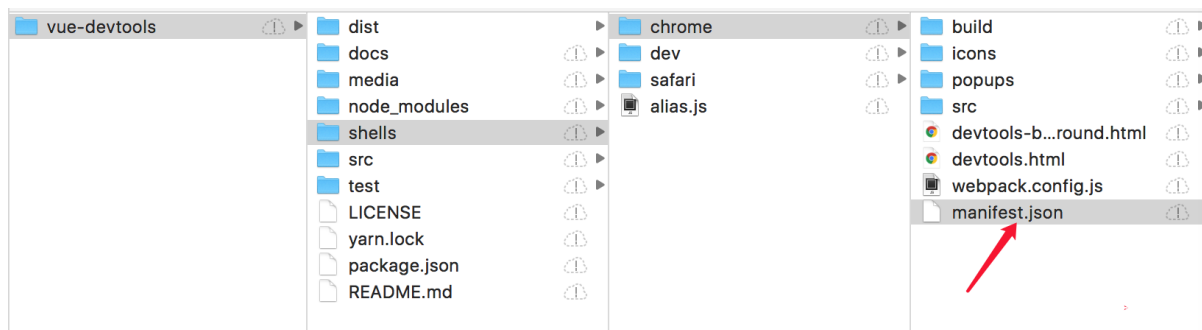 vue-devtools
dist
docs
media
node_modules
shells
src
test
LICENSE
yarn.lock
package.json
README.md
chrome
dev
safari
alias.js
build
icons
popups
src
devtools-b...round.html
devtools.html
webpack.config.js
manifest.json